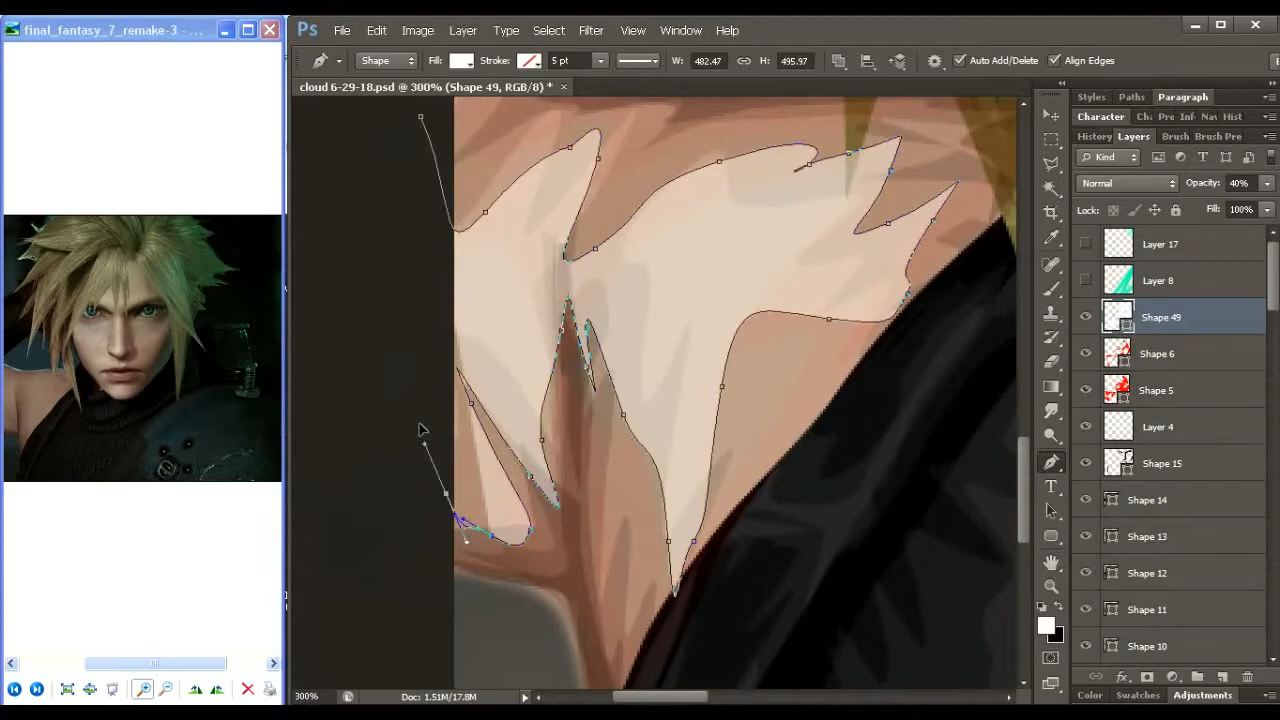 final_fantasy_7_remake-3 - ...
Ps File Edit Image Layer Type Select Filter View Window Help
Shape Fill: Stroke: 5 pt W: 482.47 H: 495.97 Auto Add/Delete Align Edges
cloud 6-29-18.psd @ 300% (Shape 49, RGB/8) * ×
Styles Paths Paragraph
Character Cha Pro Inf Nav Hist
History Layers Brush Brush Pre
Kind
Normal Opacity: 40%
Lock: Fill: 100%
Layer 17
Layer 8
Shape 49
Shape 6
Shape 5
Layer 4
Shape 15
Shape 14
Shape 13
Shape 12
Shape 11
Shape 10
300% Doc: 1.51M/17.8M
Color Swatches Adjustments